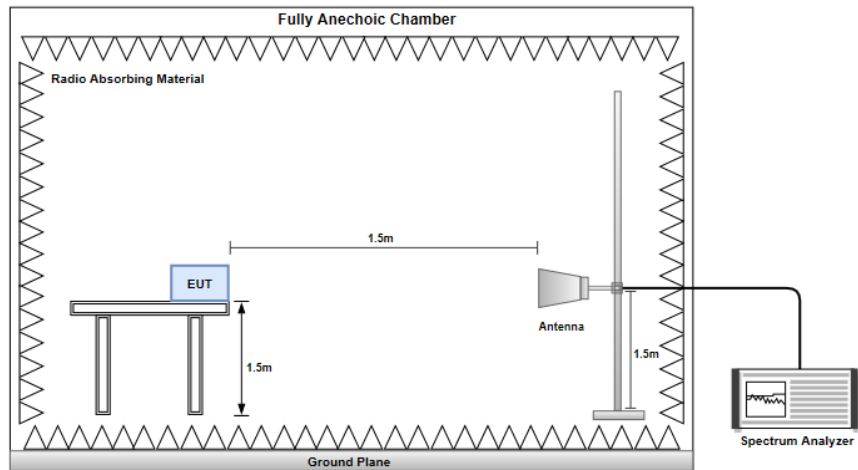 Fully Anechoic Chamber
Radio Absorbing Material
1.5m
EUT
Antenna
1.5m
1.5m
Spectrum Analyzer
Ground Plane